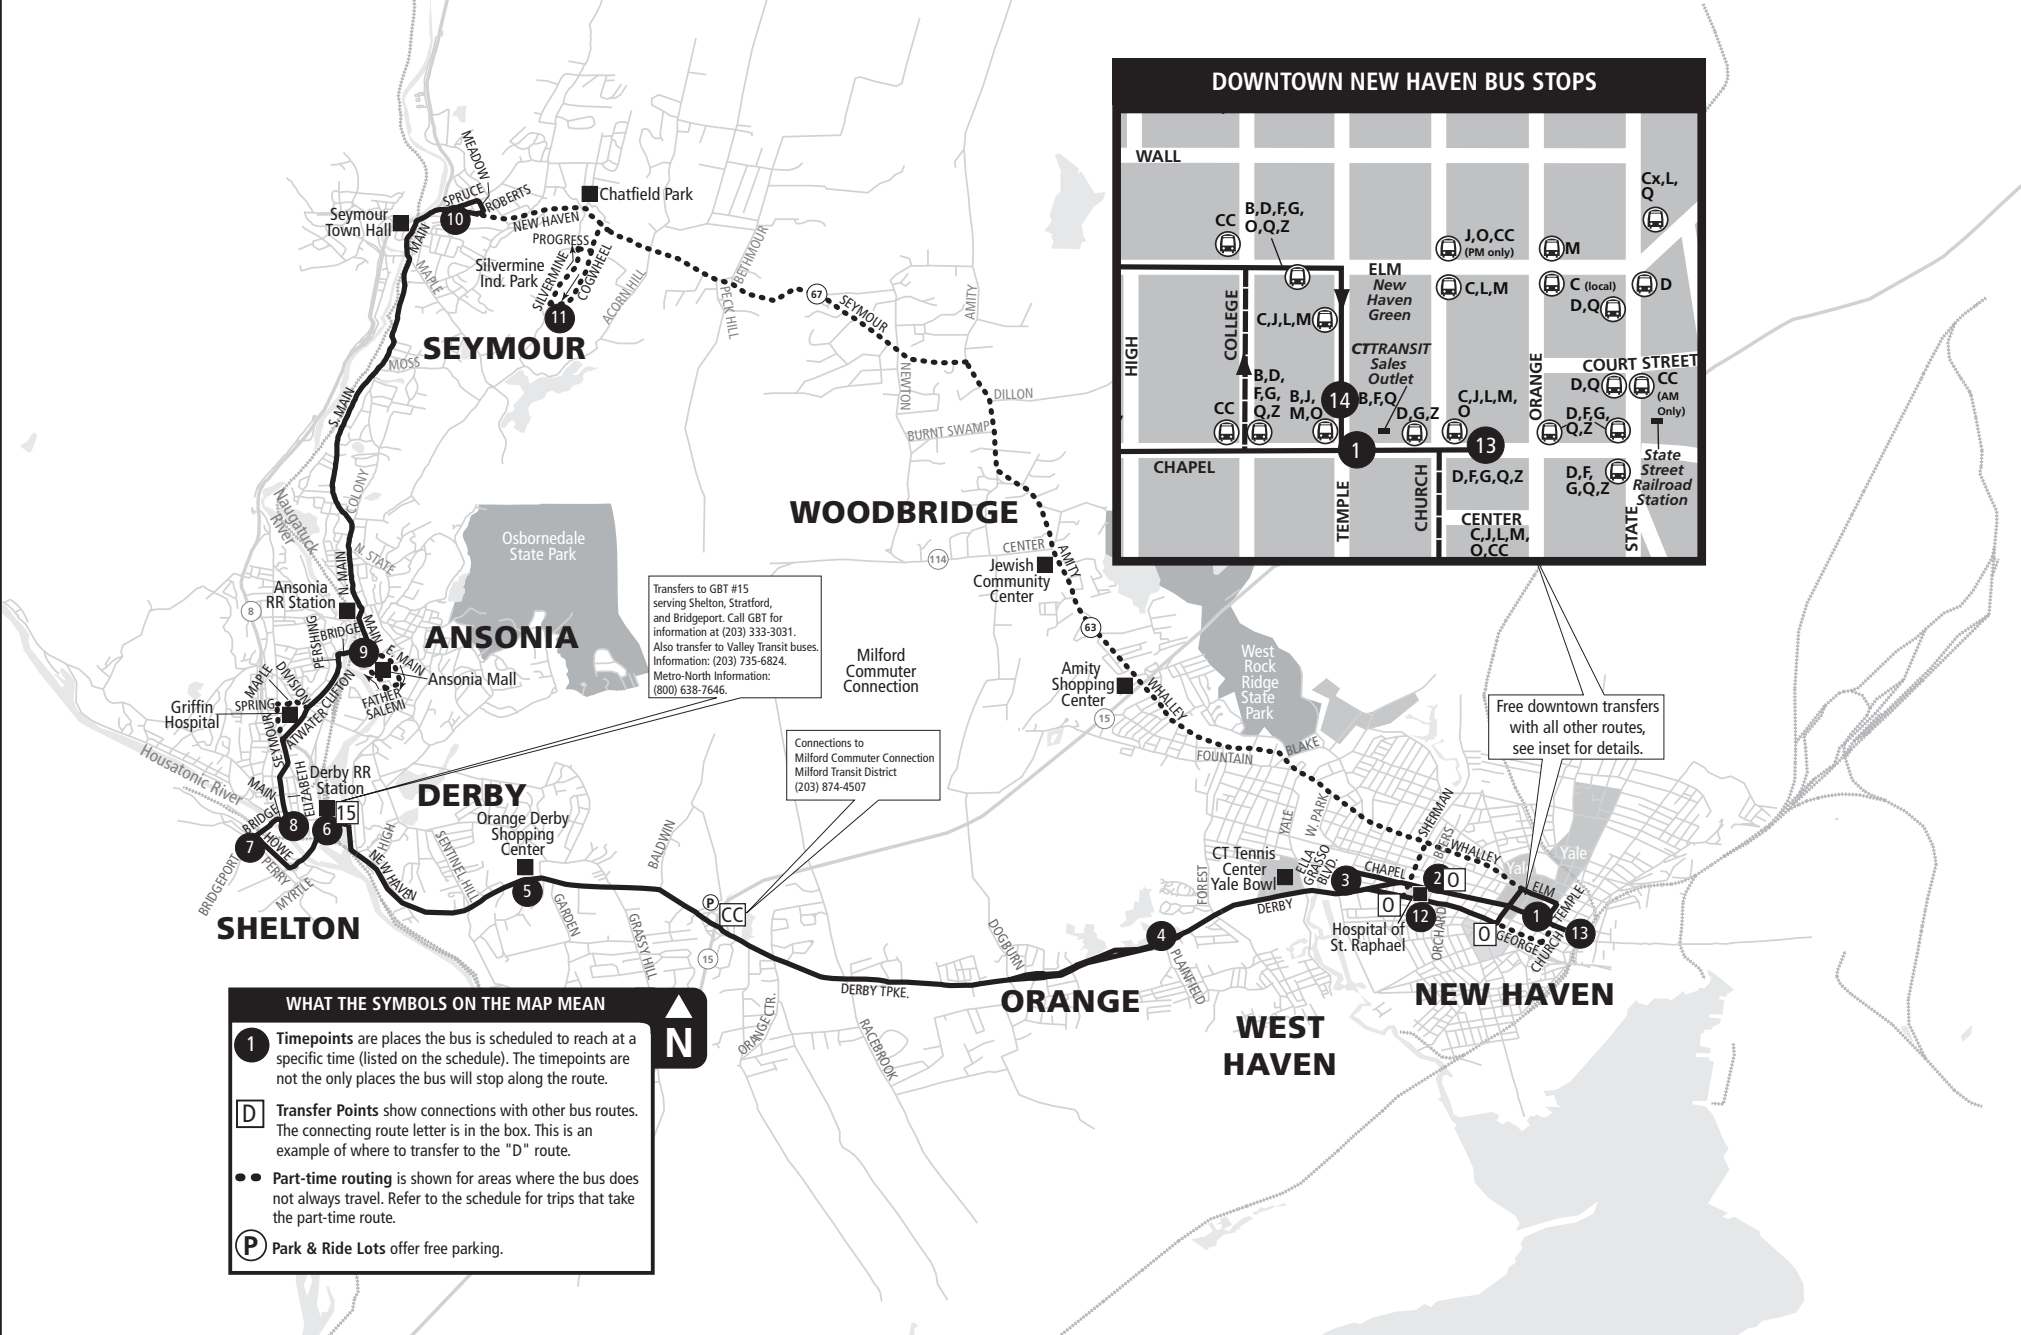 DOWNTOWN NEW HAVEN BUS STOPS
WALL
Cx,L,
Q
CC
B,D,F,G,
O,Q,Z
J,O,CC
(PM only)
M
ELM
New
Haven
Green
C,L,M
C (local)
D,Q
D
C,J,L,M
HIGH
COLLEGE
CTTRANSIT
Sales
Outlet
ORANGE
COURT STREET
D,Q
CC
(AM
Only)
CC
B,D,
F,G,
Q,Z
B,J,
M,O
14
B,F,Q
D,G,Z
C,J,L,M,
O
D,F,G,
Q,Z
1
13
CHAPEL
TEMPLE
CHURCH
D,F,G,Q,Z
D,F,
G,Q,Z
State
Street
Railroad
Station
CENTER
C,J,L,M,
O,CC
STATE
MEADOW
SPRUCE
ROBERTS
Chatfield Park
Seymour
Town Hall
10
MAIN
NEW HAVEN
PROGRESS
Silvermine
Ind. Park
SILVERMINE
COGWHEEL
MAPLE
ACORN HILL
11
SEYMOUR
BETHMOUR
PECK HILL
67
SEYMOUR
AMITY
MOSS
S. MAIN
NEWTON
DILLON
BURNT SWAMP
COLONY
Naugatuck
River
N. STATE
N. MAIN
WOODBRIDGE
Osbornedale
State Park
114
CENTER
AMITY
Jewish
Community
Center
Ansonia
RR Station
8
PERSHING
BRIDGE
MAIN
9
E. MAIN
ANSONIA
Ansonia Mall
FATHER
SALEMI
MAPLE
DIVISION
SPRING
Griffin
Hospital
ATWATER CLIFTON
SEYMOUR
Transfers to GBT #15
serving Shelton, Stratford,
and Bridgeport. Call GBT for
information at (203) 333-3031.
Also transfer to Valley Transit buses.
Information: (203) 735-6824.
Metro-North Information:
(800) 638-7646.
Milford
Commuter
Connection
63
Amity
Shopping
Center
WHALLEY
15
West
Rock
Ridge
State
Park
FOUNTAIN
BLAKE
Free downtown transfers
with all other routes,
see inset for details.
Connections to
Milford Commuter Connection
Milford Transit District
(203) 874-4507
Housatonic River
ELIZABETH
Derby RR
Station
MAIN
BRIDGE
8
6
15
7
HOWE
PERRY
MYRTLE
BRIDGEPORT
SHELTON
DERBY
HIGH
NEW HAVEN
SENTINEL HILL
Orange Derby
Shopping
Center
5
GARDEN
BALDWIN
GRASSY HILL
P
CC
15
ORANGE CTR.
DERBY TPKE.
RACEBROOK
DOGBURN
ORANGE
4
PLAINFIELD
FOREST
YALE
W. PARK
SHERMAN
BEERS
WHALLEY
CT Tennis
Center
Yale Bowl
ELLA
GRASSO
BLVD.
3
CHAPEL
2
O
DERBY
O
12
Hospital of
St. Raphael
ORCHARD
O
GEORGE
CHURCH
Yale
Yale
ELM
TEMPLE
1
13
NEW HAVEN
WEST
HAVEN
WHAT THE SYMBOLS ON THE MAP MEAN
N
1
Timepoints are places the bus is scheduled to reach at a
specific time (listed on the schedule). The timepoints are
not the only places the bus will stop along the route.
D
Transfer Points show connections with other bus routes.
The connecting route letter is in the box. This is an
example of where to transfer to the "D" route.
Part-time routing is shown for areas where the bus does
not always travel. Refer to the schedule for trips that take
the part-time route.
P
Park & Ride Lots offer free parking.